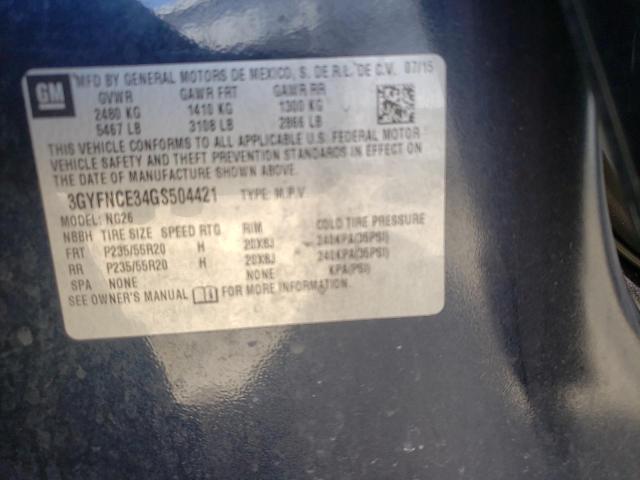 GM
MFD BY GENERAL MOTORS DE MEXICO, S. DE R.L. DE C.V. 07/15
GVWR GAWR FRT GAWR RR
2480 KG 1410 KG 1300 KG
5467 LB 3108 LB 2866 LB
THIS VEHICLE CONFORMS TO ALL APPLICABLE U.S. FEDERAL MOTOR
VEHICLE SAFETY AND THEFT PREVENTION STANDARDS IN EFFECT ON
THE DATE OF MANUFACTURE SHOWN ABOVE.
3GYFNCE34GS504421 TYPE: M.P.V
MODEL: NG26
NBBH TIRE SIZE SPEED RTG RIM COLD TIRE PRESSURE
FRT P235/55R20 H 20X8J 240KPA(35PSI)
RR P235/55R20 H 20X8J 240KPA(35PSI)
SPA NONE NONE KPA(PSI)
SEE OWNER'S MANUAL FOR MORE INFORMATION.